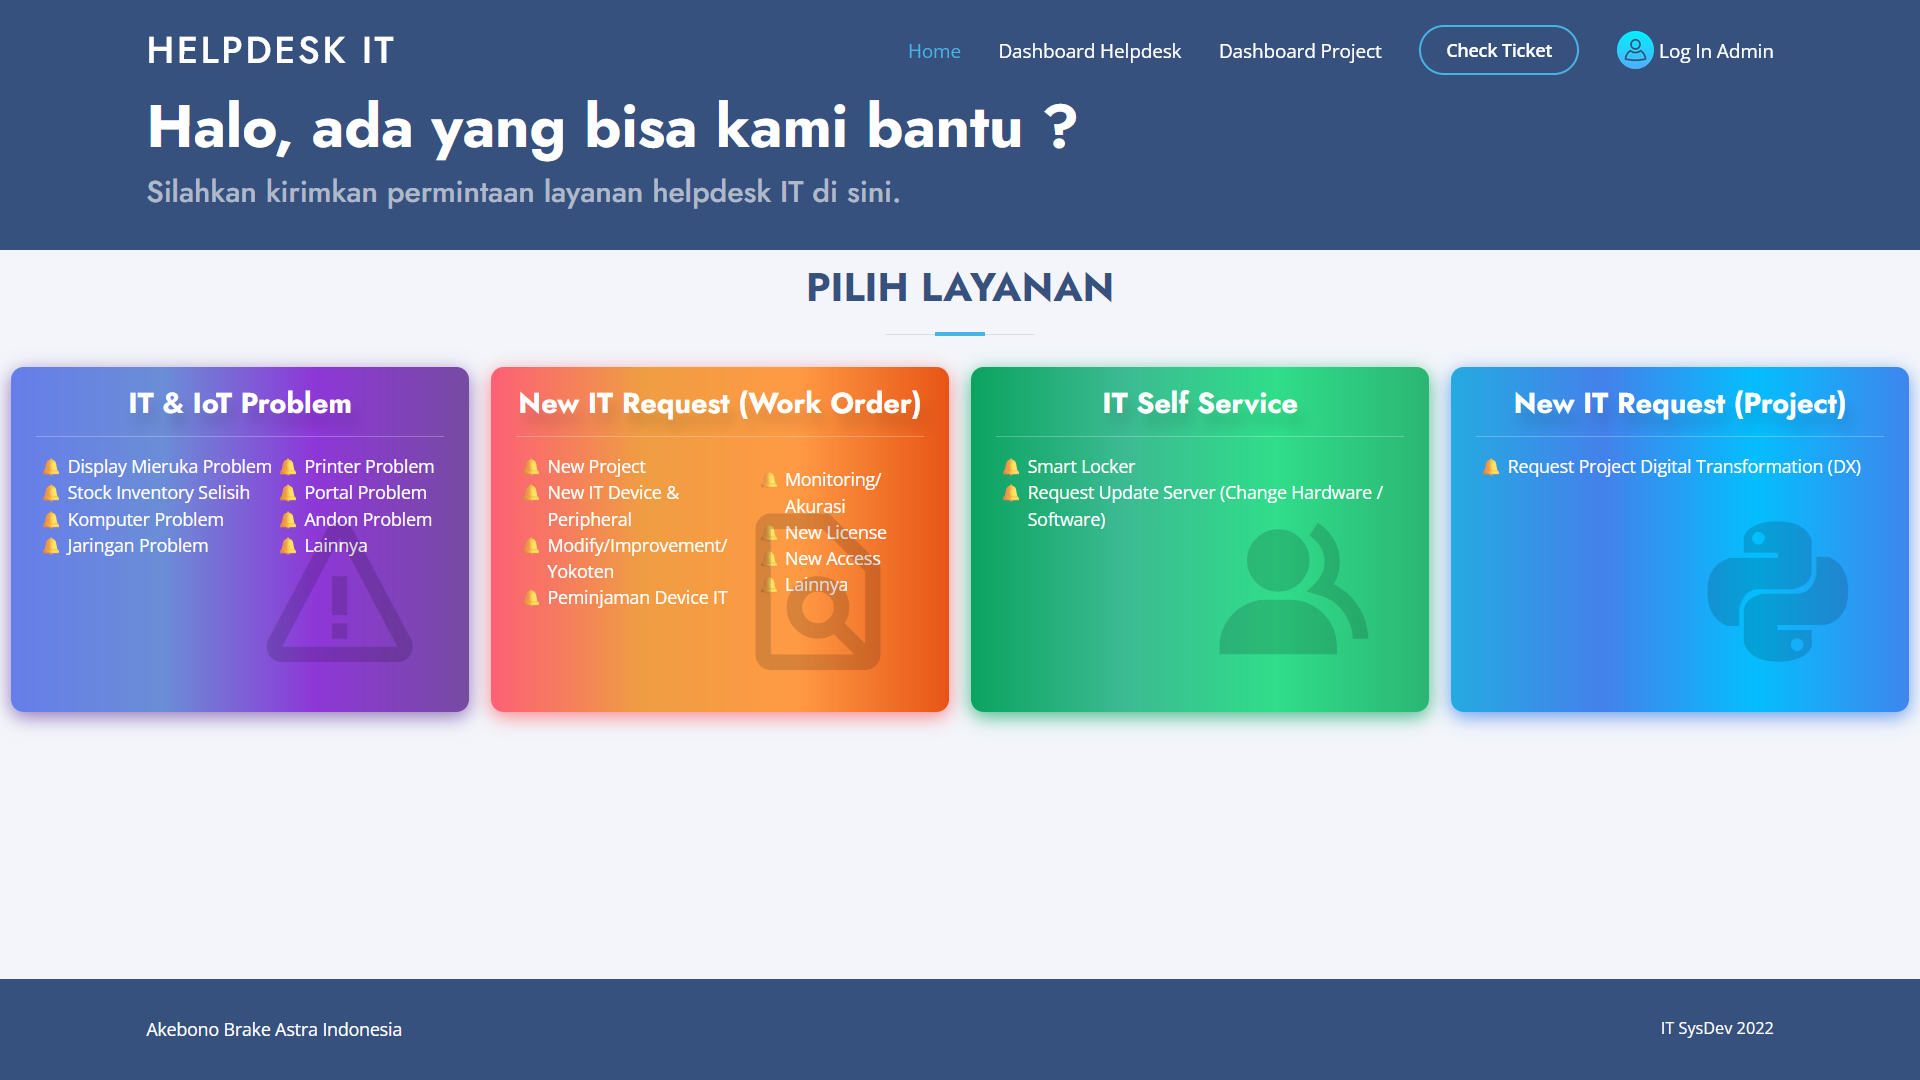 HELPDESK IT
Home
Dashboard Helpdesk
Dashboard Project
Check Ticket
Log In Admin
Halo, ada yang bisa kami bantu ?
Silahkan kirimkan permintaan layanan helpdesk IT di sini.
PILIH LAYANAN
IT & IoT Problem
Display Mieruka Problem
Stock Inventory Selisih
Komputer Problem
Jaringan Problem
Printer Problem
Portal Problem
Andon Problem
Lainnya
New IT Request (Work Order)
New Project
New IT Device &
Peripheral
Modify/Improvement/
Yokoten
Peminjaman Device IT
Monitoring/
Akurasi
New License
New Access
Lainnya
IT Self Service
Smart Locker
Request Update Server (Change Hardware /
Software)
New IT Request (Project)
Request Project Digital Transformation (DX)
Akebono Brake Astra Indonesia
IT SysDev 2022